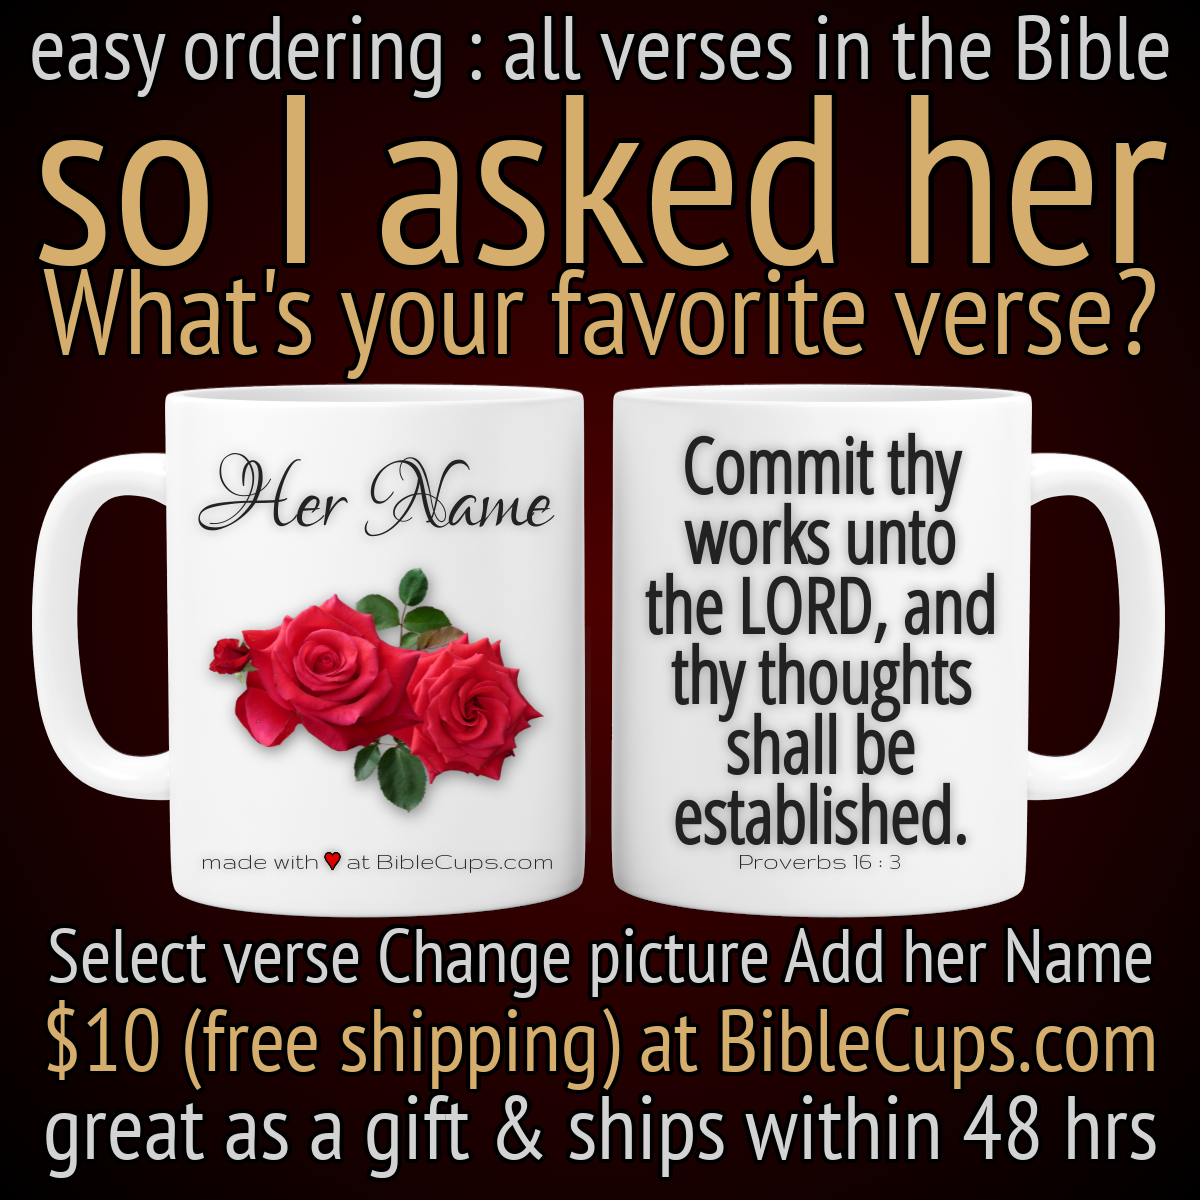 easy ordering : all verses in the Bible
so I asked her
What's your favorite verse?
Her Name
made with at BibleCups.com
Commit thy
works unto
the LORD, and
thy thoughts
shall be
established.
Proverbs 16 : 3
Select verse Change picture Add her Name
$10 (free shipping) at BibleCups.com
great as a gift & ships within 48 hrs